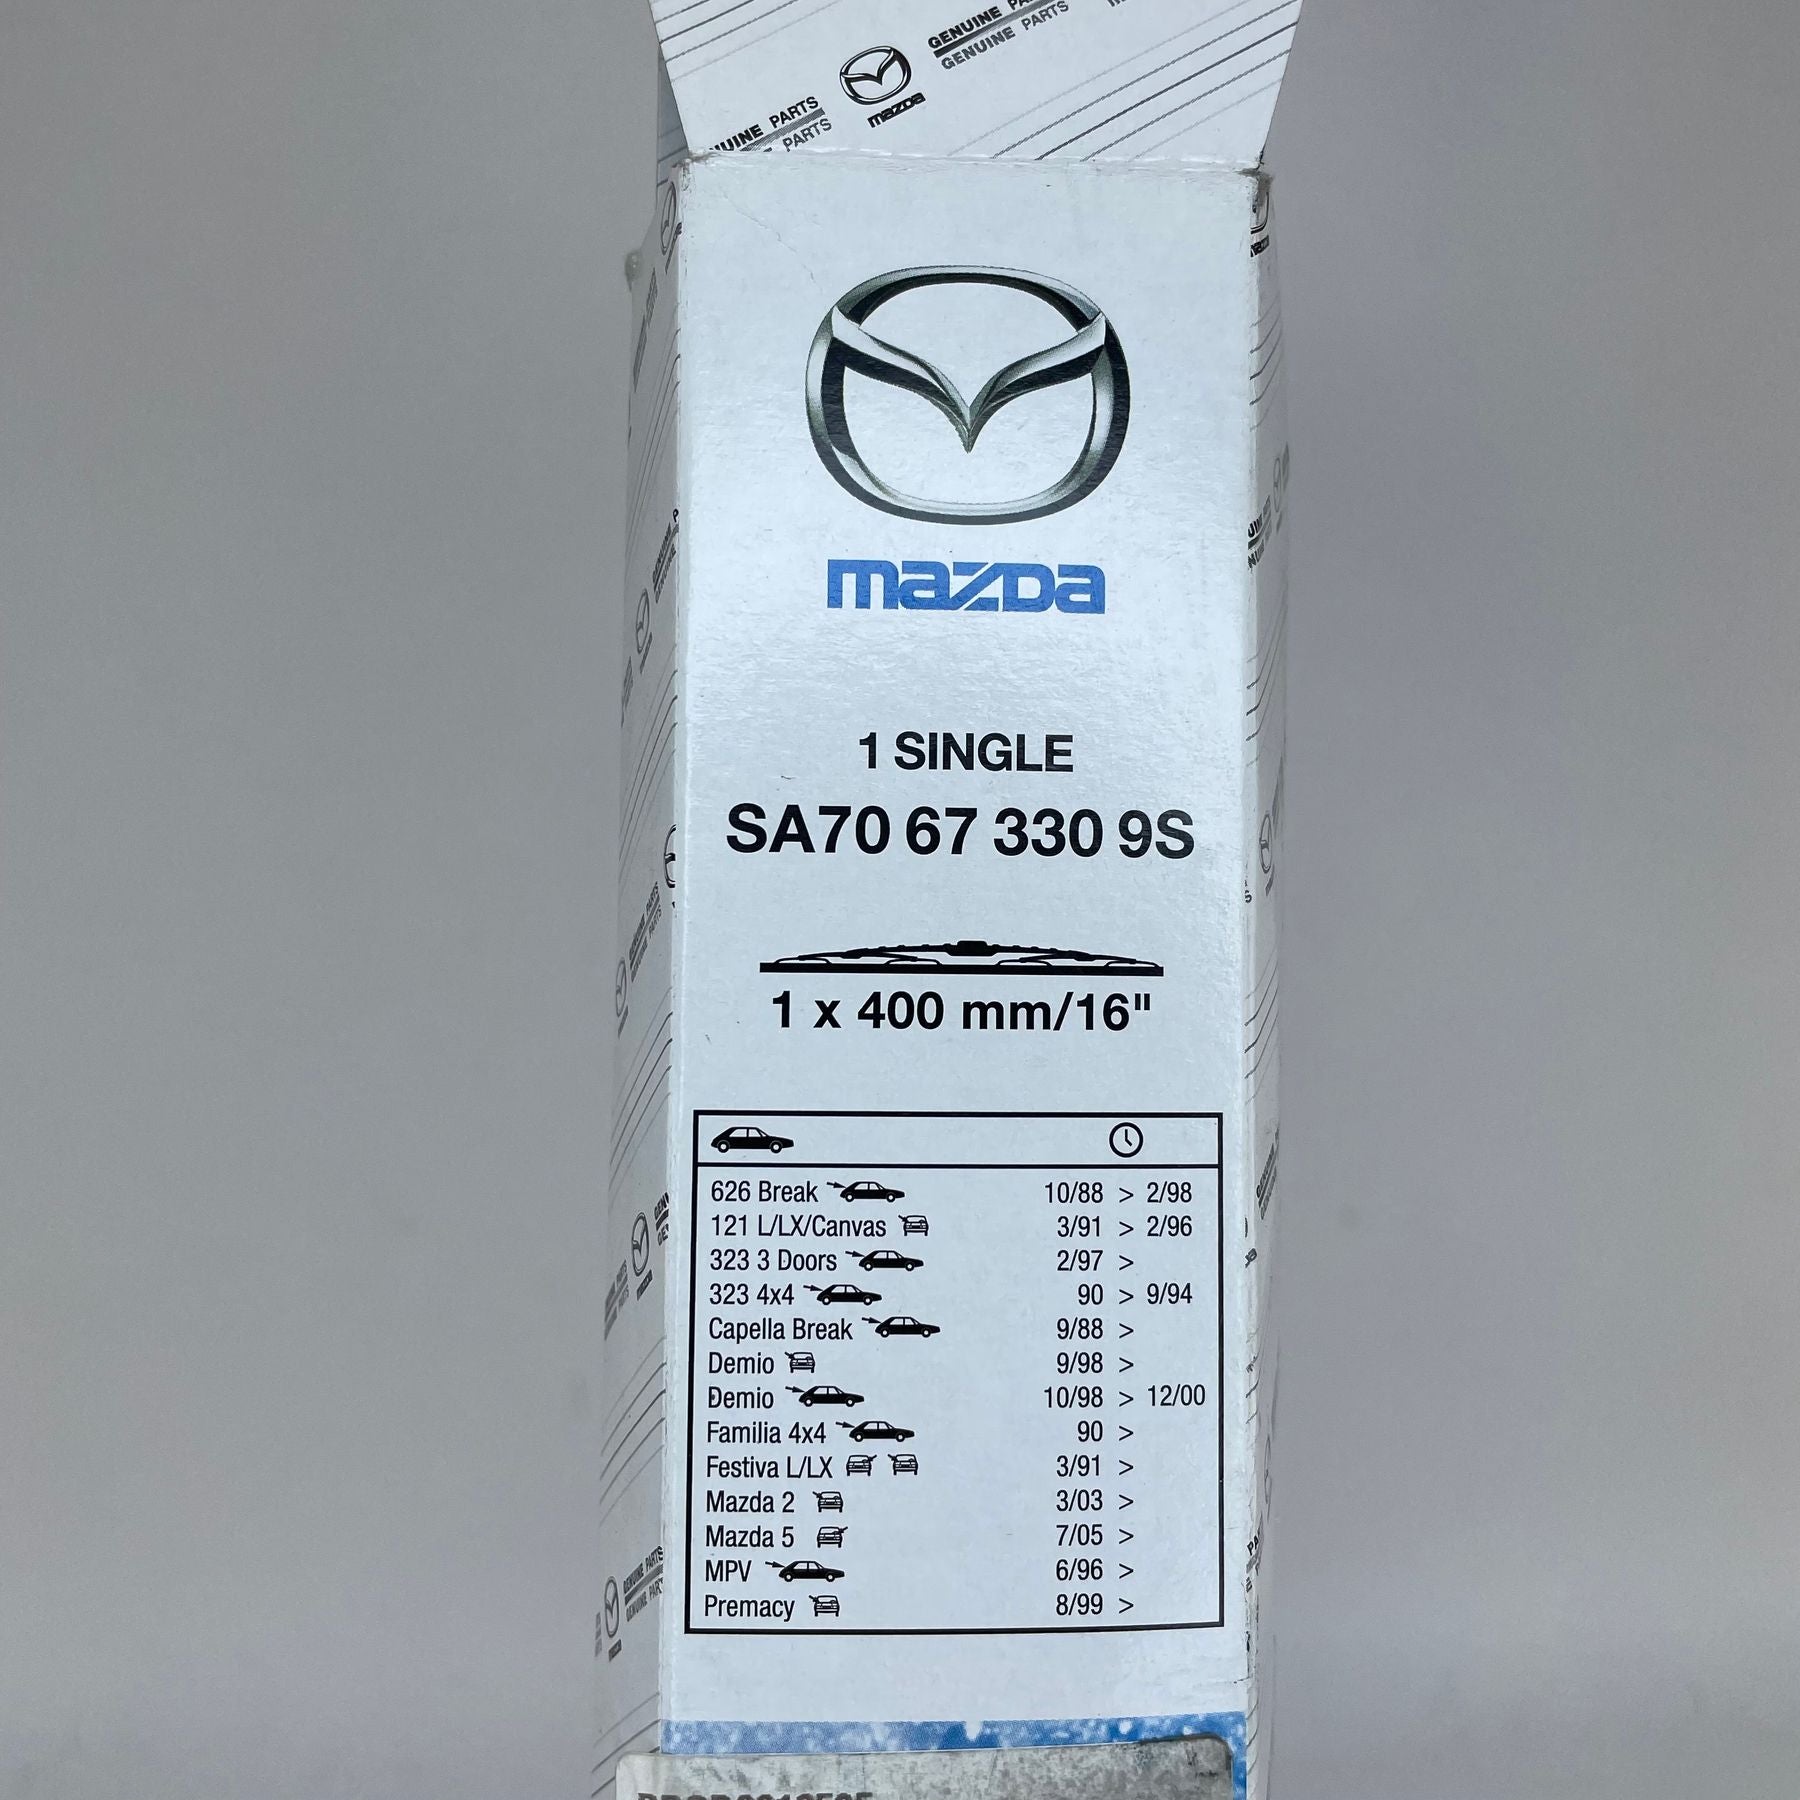 GENUINE PARTS
GENUINE PARTS
mazda
PARTS
PARTS
mazda
1 SINGLE
SA70 67 330 9S
1 x 400 mm/16"
626 Break 10/88 > 2/98
121 L/LX/Canvas 3/91 > 2/96
323 3 Doors 2/97 >
323 4x4 90 > 9/94
Capella Break 9/88 >
Demio 9/98 >
Demio 10/98 > 12/00
Familia 4x4 90 >
Festiva L/LX 3/91 >
Mazda 2 3/03 >
Mazda 5 7/05 >
MPV 6/96 >
Premacy 8/99 >
GENUINE PARTS
GENUINE